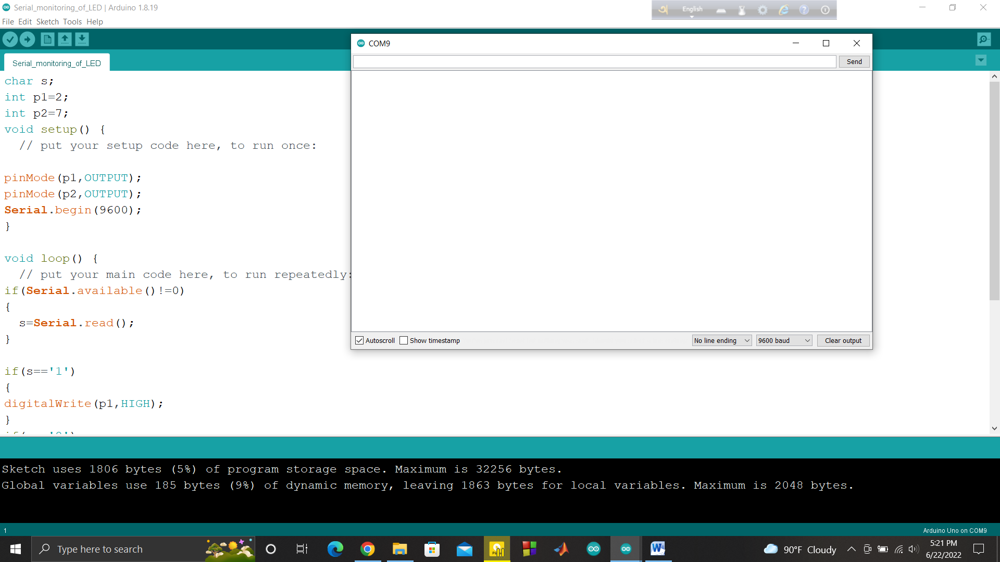 Serial_monitoring_of_LED | Arduino 1.8.19
English
File Edit Sketch Tools Help
COM9
Send
Serial_monitoring_of_LED
char s;
int p1=2;
int p2=7;
void setup() {
  // put your setup code here, to run once:
pinMode(p1,OUTPUT);
pinMode(p2,OUTPUT);
Serial.begin(9600);
}
void loop() {
  // put your main code here, to run repeatedly:
if(Serial.available()!=0)
{
  s=Serial.read();
}
Autoscroll Show timestamp No line ending 9600 baud Clear output
if(s=='1')
{
digitalWrite(p1,HIGH);
}
Sketch uses 1806 bytes (5%) of program storage space. Maximum is 32256 bytes.
Global variables use 185 bytes (9%) of dynamic memory, leaving 1863 bytes for local variables. Maximum is 2048 bytes.
1 Arduino Uno on COM9
Type here to search
90°F Cloudy
5:21 PM
6/22/2022